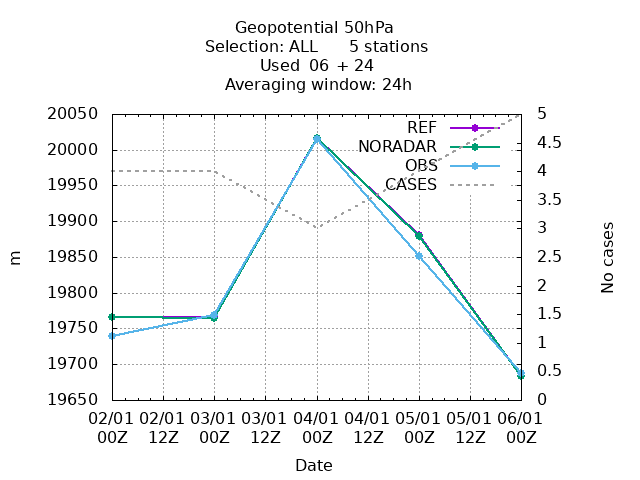 Geopotential 50hPa
Selection: ALL      5 stations
Used  06  + 24
Averaging window: 24h
20050
20000
19950
19900
19850
19800
19750
19700
19650
m
REF
NORADAR
OBS
CASES
5
4.5
4
3.5
3
2.5
2
1.5
1
0.5
0
No cases
02/01 02/01 03/01 03/01 04/01 04/01 05/01 05/01 06/01
00Z 12Z 00Z 12Z 00Z 12Z 00Z 12Z 00Z
Date